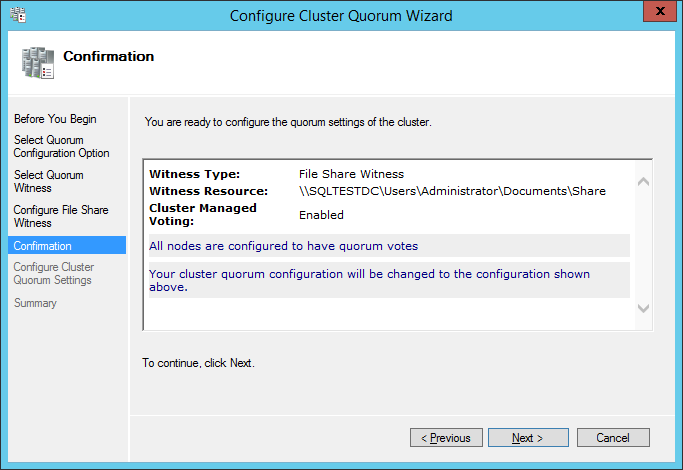 Configure Cluster Quorum Wizard
X
Confirmation
Before You Begin
Select Quorum
Configuration Option
Select Quorum
Witness
Configure File Share
Witness
Confirmation
Configure Cluster
Quorum Settings
Summary
You are ready to configure the quorum settings of the cluster.
Witness Type: File Share Witness
Witness Resource: \\SQLTESTDC\Users\Administrator\Documents\Share
Cluster Managed
Voting: Enabled
All nodes are configured to have quorum votes
Your cluster quorum configuration will be changed to the configuration shown
above.
To continue, click Next.
< Previous Next > Cancel